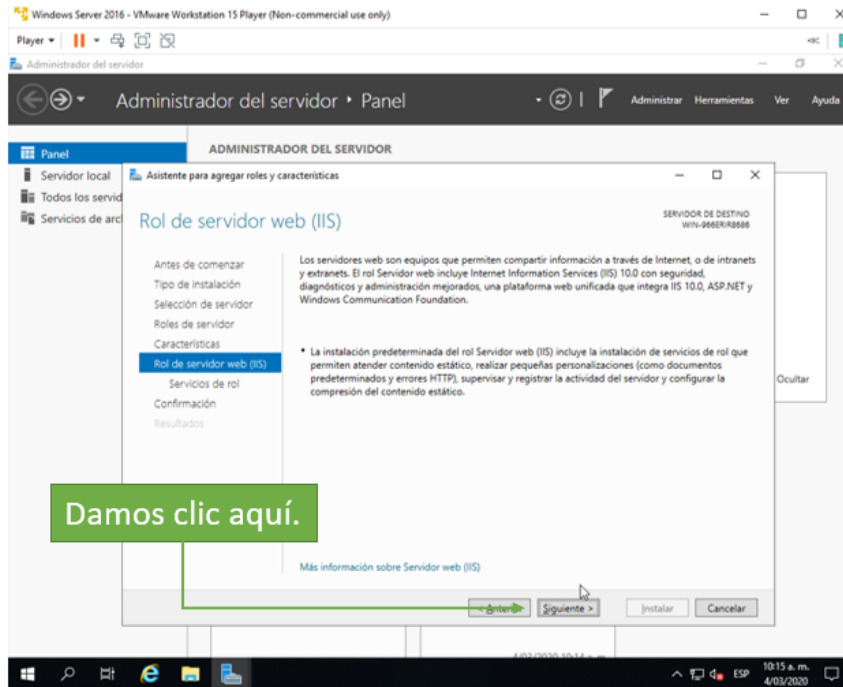 Windows Server 2016 - VMware Workstation 15 Player (Non-commercial use only)
Player
Administrador del servidor
Administrador del servidor ‣ Panel
Administrar Herramientas Ver Ayuda
Panel
Servidor local
Todos los servid
Servicios de arc
ADMINISTRADOR DEL SERVIDOR
Asistente para agregar roles y características
Rol de servidor web (IIS)
SERVIDOR DE DESTINO
Antes de comenzar
Tipo de instalación
Selección de servidor
Roles de servidor
Características
Rol de servidor web (IIS)
Servicios de rol
Confirmación
Resultados
Los servidores web son equipos que permiten compartir información a través de Internet, o de intranets
y extranets. El rol Servidor web incluye Internet Information Services (IIS) 10.0 con seguridad,
diagnósticos y administración mejorados, una plataforma web unificada que integra IIS 10.0, ASP.NET y
Windows Communication Foundation.
• La instalación predeterminada del rol Servidor web (IIS) incluye la instalación de servicios de rol que
permiten atender contenido estático, realizar pequeñas personalizaciones (como documentos
predeterminados y errores HTTP), supervisar y registrar la actividad del servidor y configurar la
compresión del contenido estático.
Ocultar
Damos clic aquí.
Más información sobre Servidor web (IIS)
< Anterior Siguiente > Instalar Cancelar
ESP
10:15 a. m.
4/03/2020